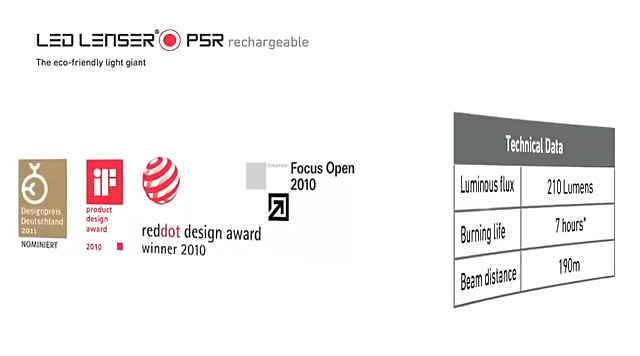 LED LENSER® P5R rechargeable
The eco-friendly light giant
Designpreis
Deutschland
2011
NOMINIERT
iF
product
design
award
2010
reddot design award
winner 2010
Focus Open
2010
Technical Data
Luminous flux 210 Lumens
Burning life 7 hours*
Beam distance 190m